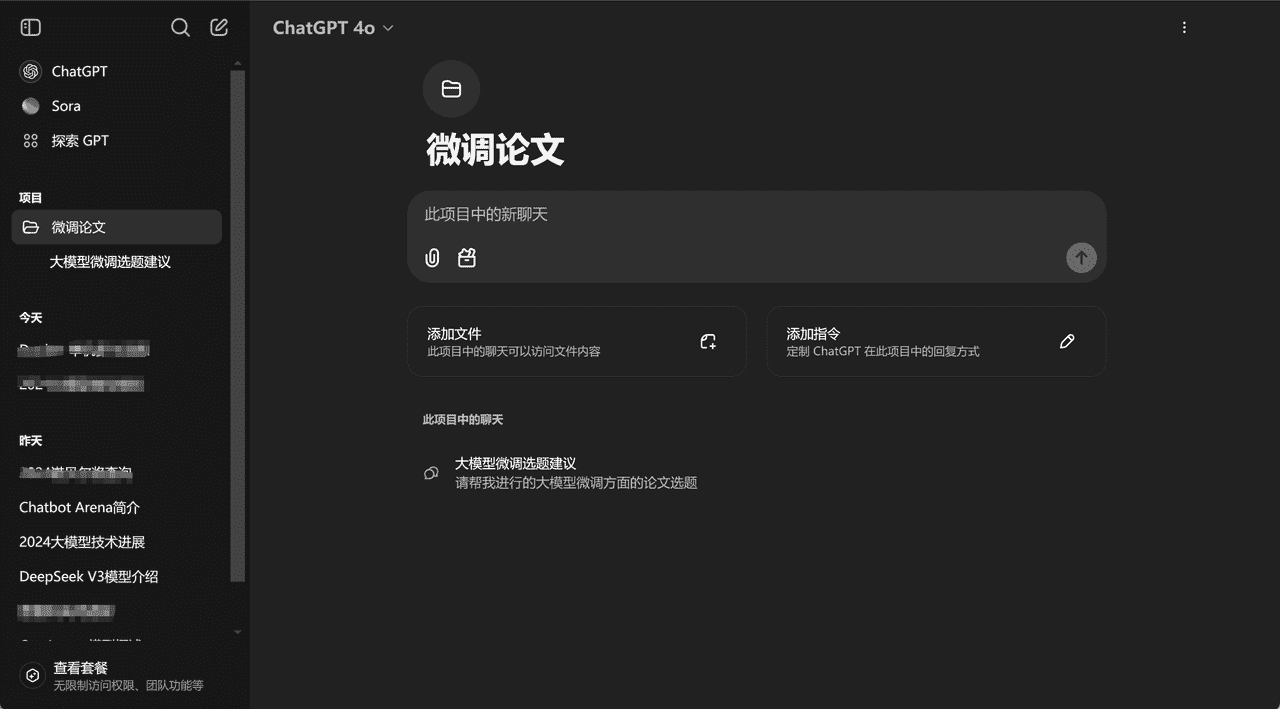 ChatGPT 4o
ChatGPT
Sora
探索 GPT
项目
微调论文
大模型微调选题建议
今天
昨天
Chatbot Arena简介
2024大模型技术进展
DeepSeek V3模型介绍
查看套餐
无限制访问权限、团队功能等
微调论文
此项目中的新聊天
添加文件
此项目中的聊天可以访问文件内容
添加指令
定制 ChatGPT 在此项目中的回复方式
此项目中的聊天
大模型微调选题建议
请帮我进行的大模型微调方面的论文选题